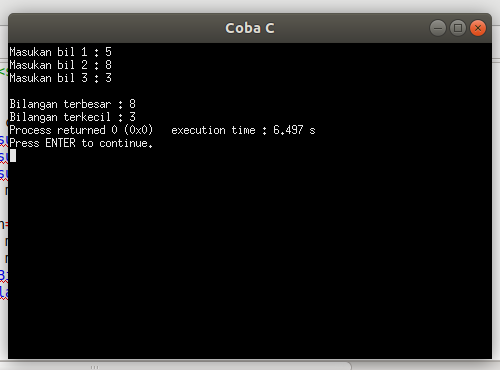 Coba C
Masukan bil 1 : 5
Masukan bil 2 : 8
Masukan bil 3 : 3
Bilangan terbesar : 8
Bilangan terkecil : 3
Process returned 0 (0x0)   execution time : 6.497 s
Press ENTER to continue.